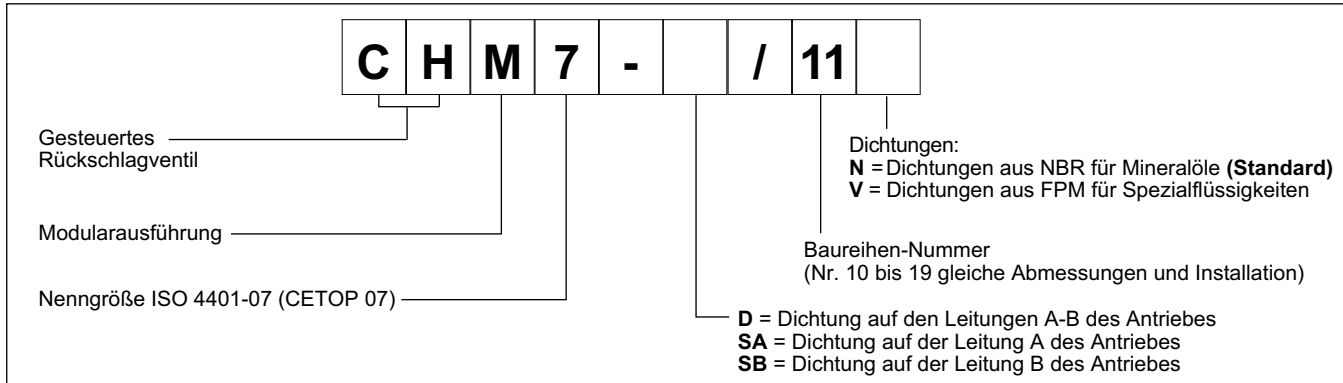 CHM7- /11
Gesteuertes
Rückschlagventil
Dichtungen:
N =Dichtungen aus NBR für Mineralöle (Standard)
V = Dichtungen aus FPM für Spezialflüssigkeiten
Modularausführung
Baureihen-Nummer
(Nr. 10 bis 19 gleiche Abmessungen und Installation)
Nenngröße ISO 4401-07 (CETOP 07)
D = Dichtung auf den Leitungen A-B des Antriebes
SA = Dichtung auf der Leitung A des Antriebes
SB = Dichtung auf der Leitung B des Antriebes